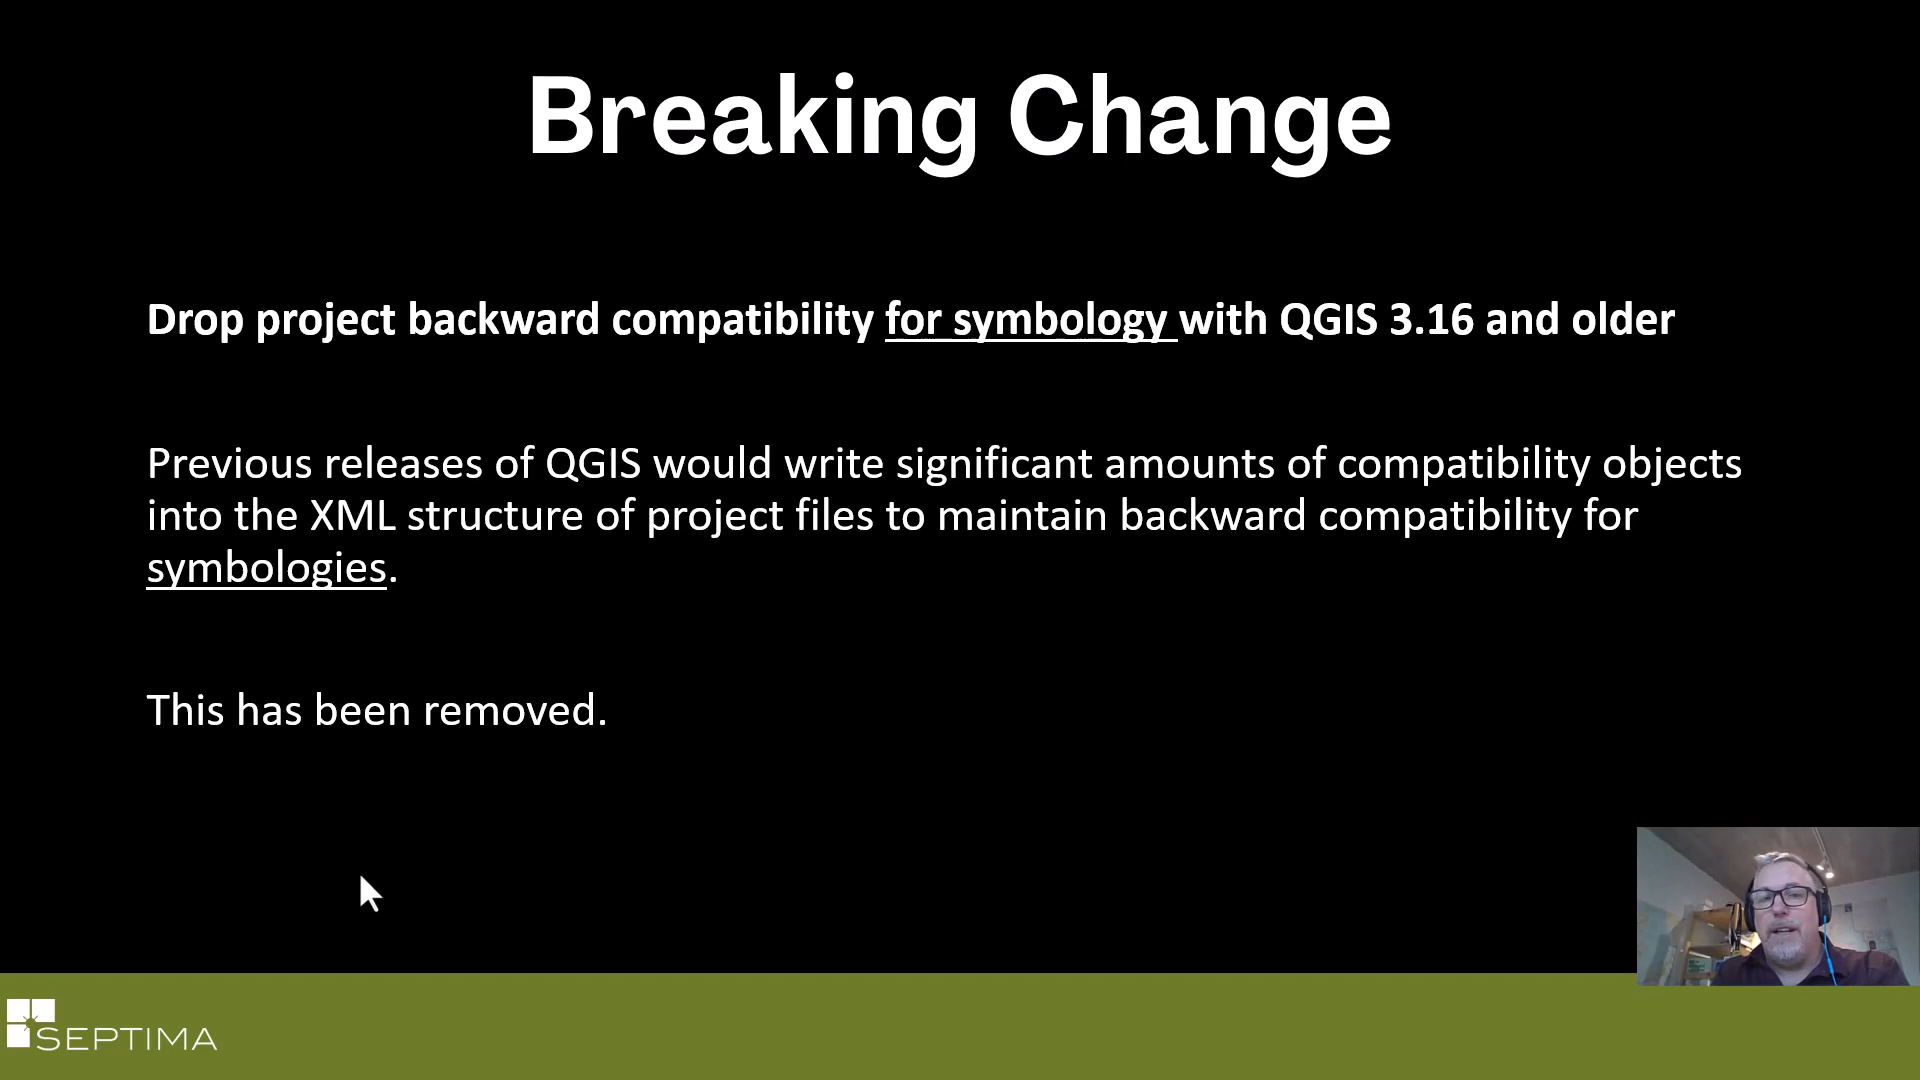 Breaking Change
Drop project backward compatibility for symbology with QGIS 3.16 and older
Previous releases of QGIS would write significant amounts of compatibility objects
into the XML structure of project files to maintain backward compatibility for
symbologies.
This has been removed.
SEPTIMA